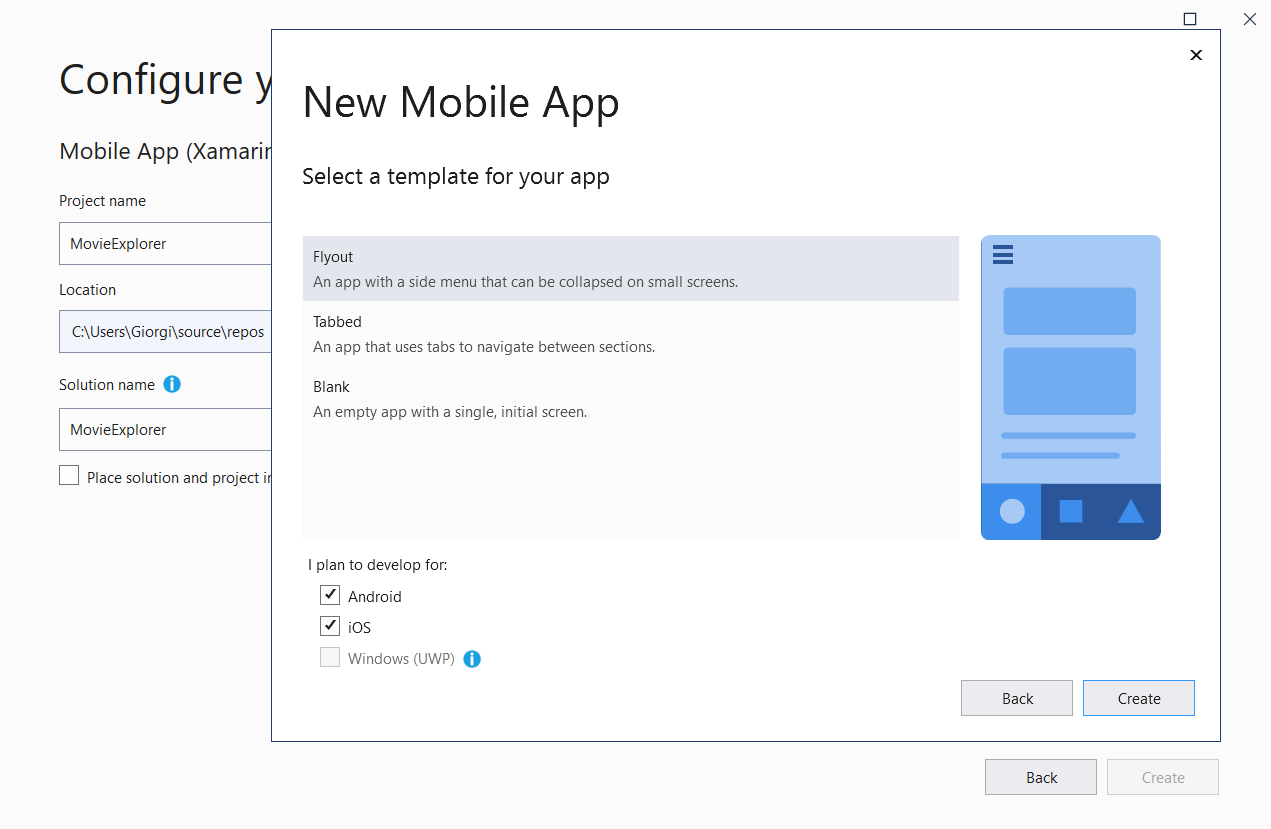 Configure y
Mobile App (Xamarin
Project name
MovieExplorer
Location
C:\Users\Giorgi\source\repos
Solution name
MovieExplorer
Place solution and project in
New Mobile App
Select a template for your app
Flyout
An app with a side menu that can be collapsed on small screens.
Tabbed
An app that uses tabs to navigate between sections.
Blank
An empty app with a single, initial screen.
I plan to develop for:
Android
iOS
Windows (UWP)
Back Create
Back Create